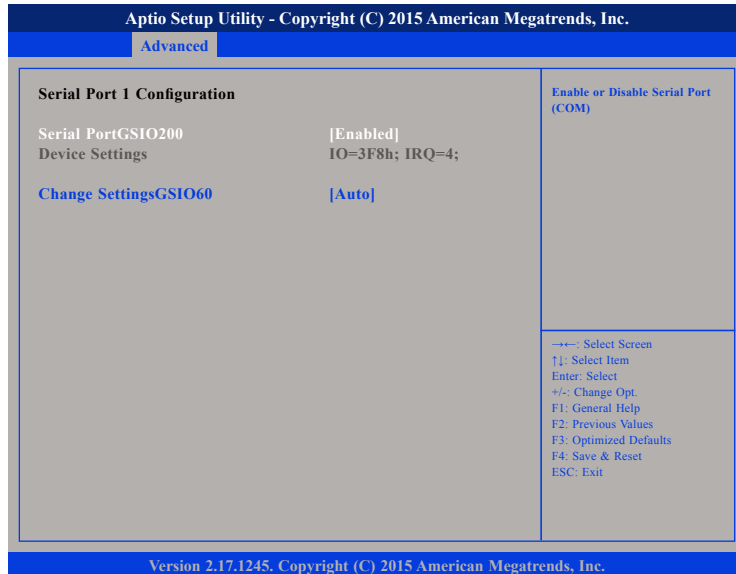 Aptio Setup Utility - Copyright (C) 2015 American Megatrends, Inc.
Advanced
Serial Port 1 Configuration
Serial PortGSIO200 [Enabled]
Device Settings IO=3F8h; IRQ=4;
Change SettingsGSIO60 [Auto]
Enable or Disable Serial Port
(COM)
→←: Select Screen
↑↓: Select Item
Enter: Select
+/-: Change Opt.
F1: General Help
F2: Previous Values
F3: Optimized Defaults
F4: Save & Reset
ESC: Exit
Version 2.17.1245. Copyright (C) 2015 American Megatrends, Inc.